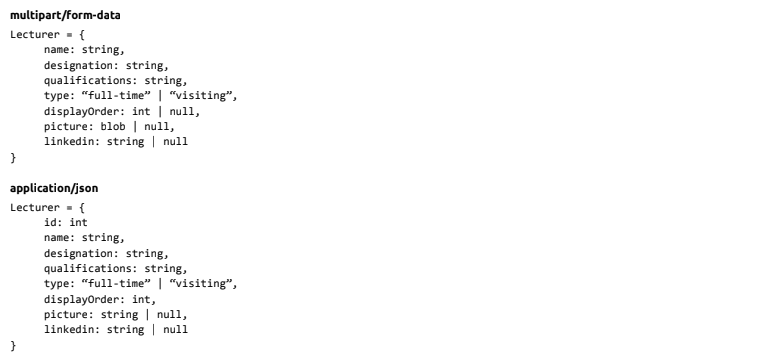 multipart/form-data
Lecturer = {
name: string,
designation: string,
qualifications: string,
type: “full-time” | “visiting”,
displayOrder: int | null,
picture: blob | null,
linkedin: string | null
}
application/json
Lecturer = {
id: int
name: string,
designation: string,
qualifications: string,
type: “full-time” | “visiting”,
displayOrder: int,
picture: string | null,
linkedin: string | null
}